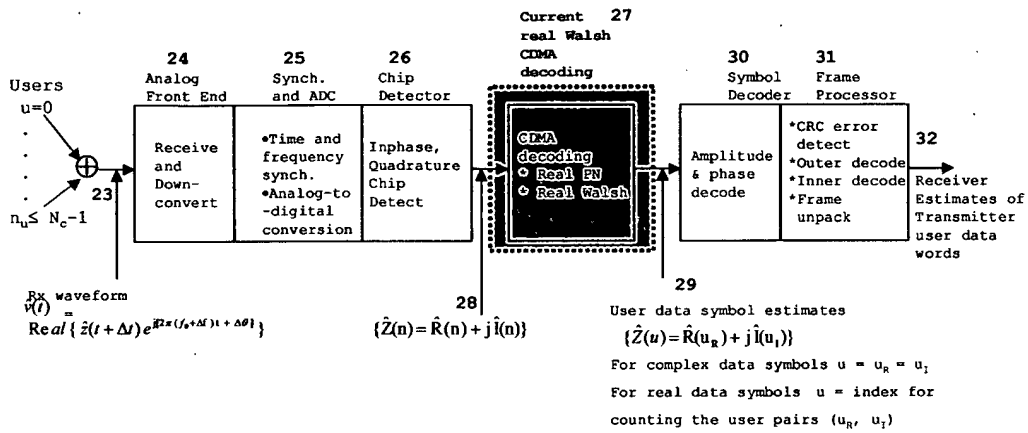 Current 27
real Walsh
CDMA
decoding
24
Analog
Front End
25
Synch.
and ADC
26
Chip
Detector
30
Symbol
Decoder
31
Frame
Processor
Users
u=0
n_u ≤ N_c-1
23
Receive
and
Down-
convert
•Time and
frequency
synch.
•Analog-to
-digital
conversion
Inphase,
Quadrature
Chip
Detect
CDMA
decoding
* Real PN
* Real Walsh
Amplitude
& phase
decode
*CRC error
detect
*Outer decode
*Inner decode
*Frame
unpack
32
Receiver
Estimates of
Transmitter
user data
words
Rx waveform
v̂(t) =
Real{ẑ(t+Δt)e^{j[2π(f_0+Δf)t+Δθ]}}
28
{Ẑ(n)=R̂(n)+jÎ(n)}
29
User data symbol estimates
{Ẑ(u)=R̂(u_R)+jÎ(u_I)}
For complex data symbols u = u_R = u_I
For real data symbols u = index for
counting the user pairs (u_R, u_I)